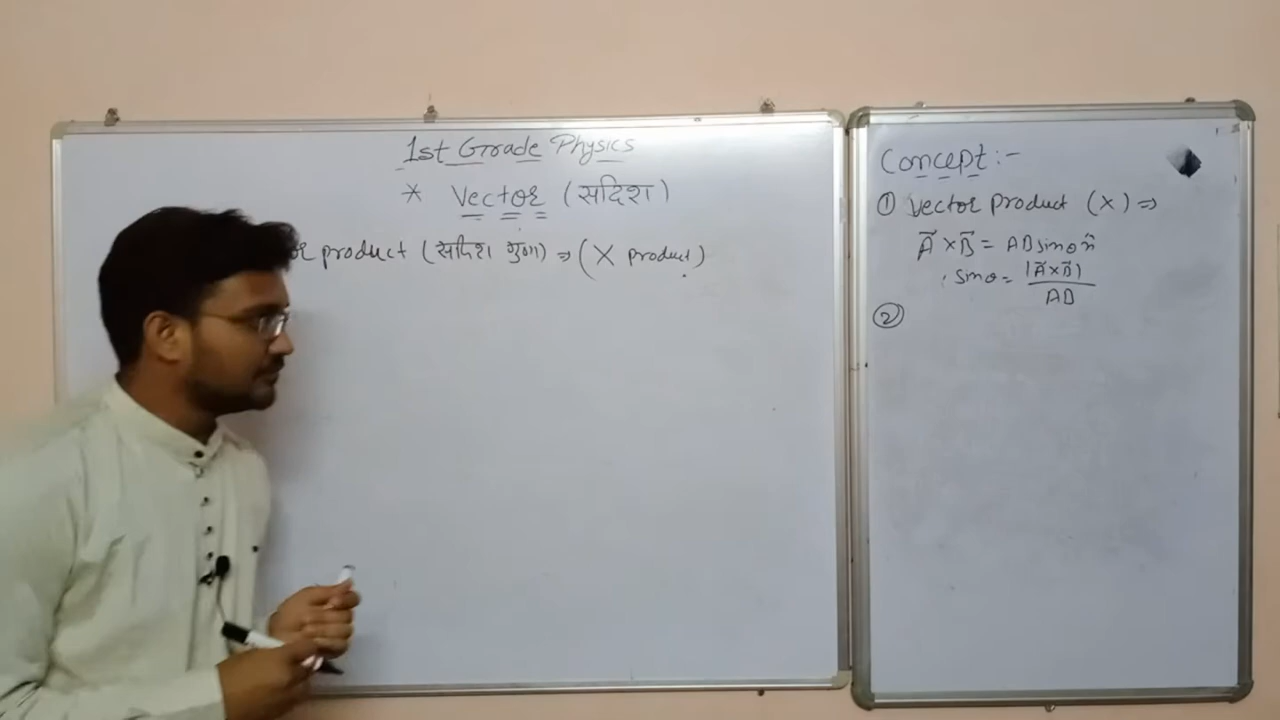 1st Grade Physics
* Vector (सदिश)
product (सदिश गुणा) ⇒ (X product)
Concept :-
① Vector Product (X) ⇒
A⃗ × B⃗ = AB sinθ n̂
sinθ = |A⃗ × B⃗|
AB
②